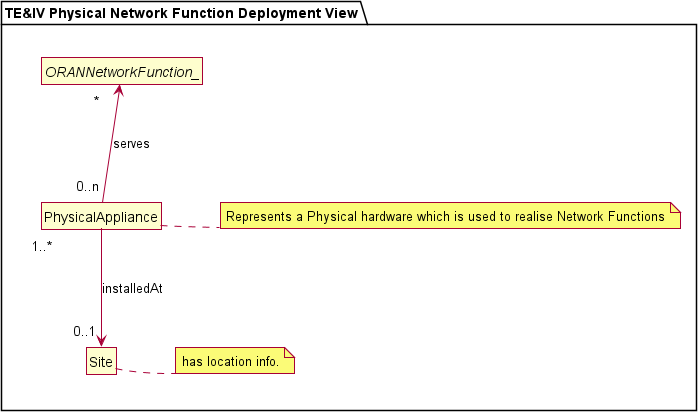 TE&IV Physical Network Function Deployment View
ORANNetworkFunction_
*
serves
0..n
PhysicalAppliance
Represents a Physical hardware which is used to realise Network Functions
1..*
installedAt
0..1
Site
has location info.